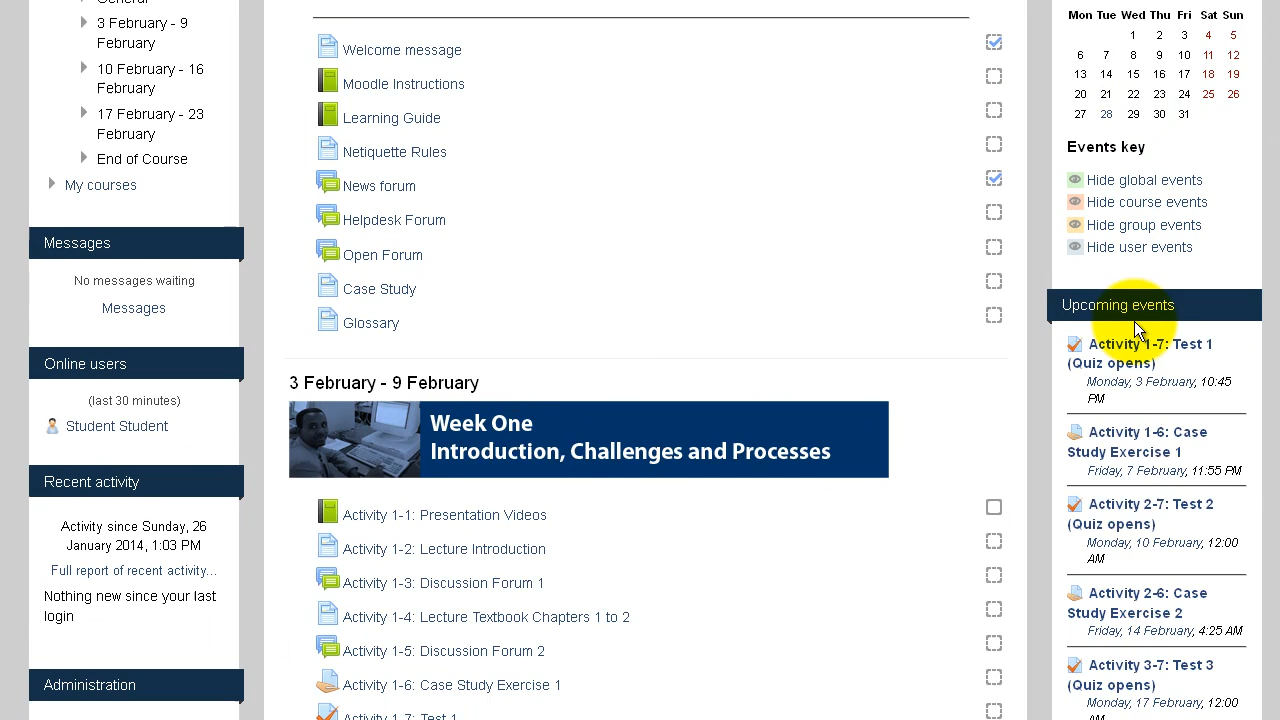 3 February - 9
February
10 February - 16
February
17 February - 23
February
End of Course
Messages
No messages waiting
Messages
Online users
(last 30 minutes)
Student Student
Recent activity
Activity since Sunday, 26
January 2014, 1:03 PM
Full report of recent activity...
Nothing new since your last
login
Administration
Welcome message
Moodle Instructions
Learning Guide
Netiquette Rules
News Forum
Helpdesk Forum
Open Forum
Case Study
Glossary
3 February - 9 February
Week One
Introduction, Challenges and Processes
Activity 1-1: Presentation Videos
Activity 1-2: Lecture Introduction
Activity 1-3: Discussion Forum 1
Activity 1-4: Lecture Textbook Chapters 1 to 2
Activity 1-5: Discussion Forum 2
Activity 1-6: Case Study Exercise 1
Activity 1-7: Test 1
Mon Tue Wed Thu Fri Sat Sun
1 2 3 4 5
6 7 8 9 10 11 12
13 14 15 16 17 18 19
20 21 22 23 24 25 26
27 28 29 30 31
Events key
Hide global events
Hide course events
Hide group events
Hide user events
Upcoming events
Activity 1-7: Test 1
(Quiz opens)
Monday, 3 February, 10:45
PM
Activity 1-6: Case
Study Exercise 1
Friday, 7 February, 11:55 PM
Activity 2-7: Test 2
(Quiz opens)
Monday, 10 February, 12:00
AM
Activity 2-6: Case
Study Exercise 2
Friday, 14 February, 1:25 AM
Activity 3-7: Test 3
(Quiz opens)
Monday, 17 February, 12:00
AM